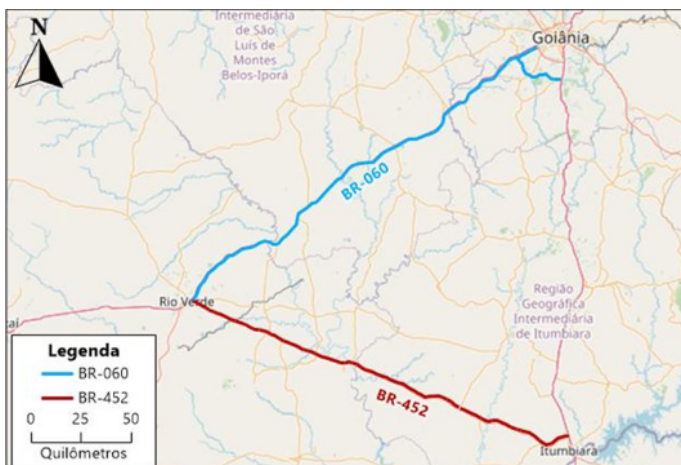 Intermediária
de São
Luís de
Montes
Belos-Iporá
N
Goiânia
BR-060
Rio Verde
Região
Geográfica
Intermediária
de Itumbiara
BR-452
Itumbiara
Legenda
BR-060
BR-452
0 25 50
Quilômetros